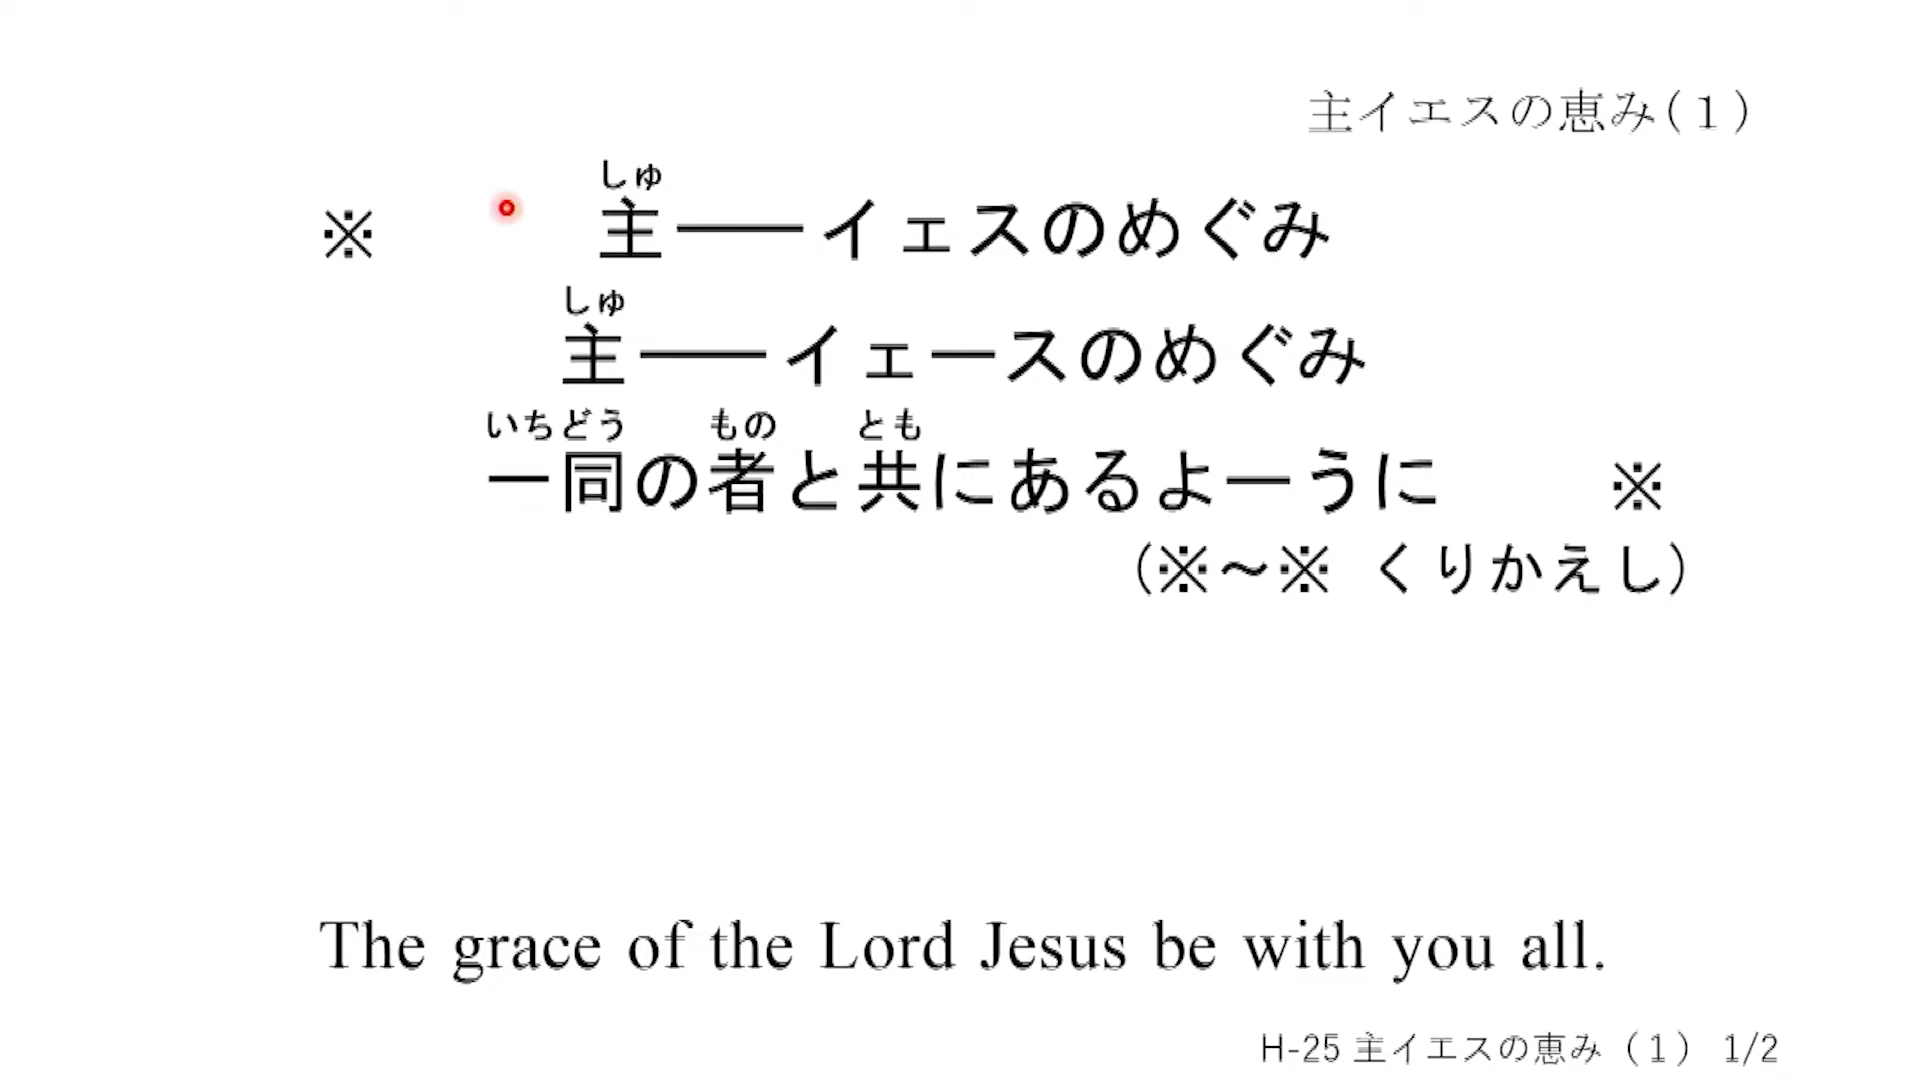 主イエスの恵み(１)
しゅ
※ 主――イェスのめぐみ
しゅ
主――イェースのめぐみ
いちどう もの とも
一同の者と共にあるよーうに ※
(※～※ くりかえし)
The grace of the Lord Jesus be with you all.
H-25 主イエスの恵み（１） 1/2